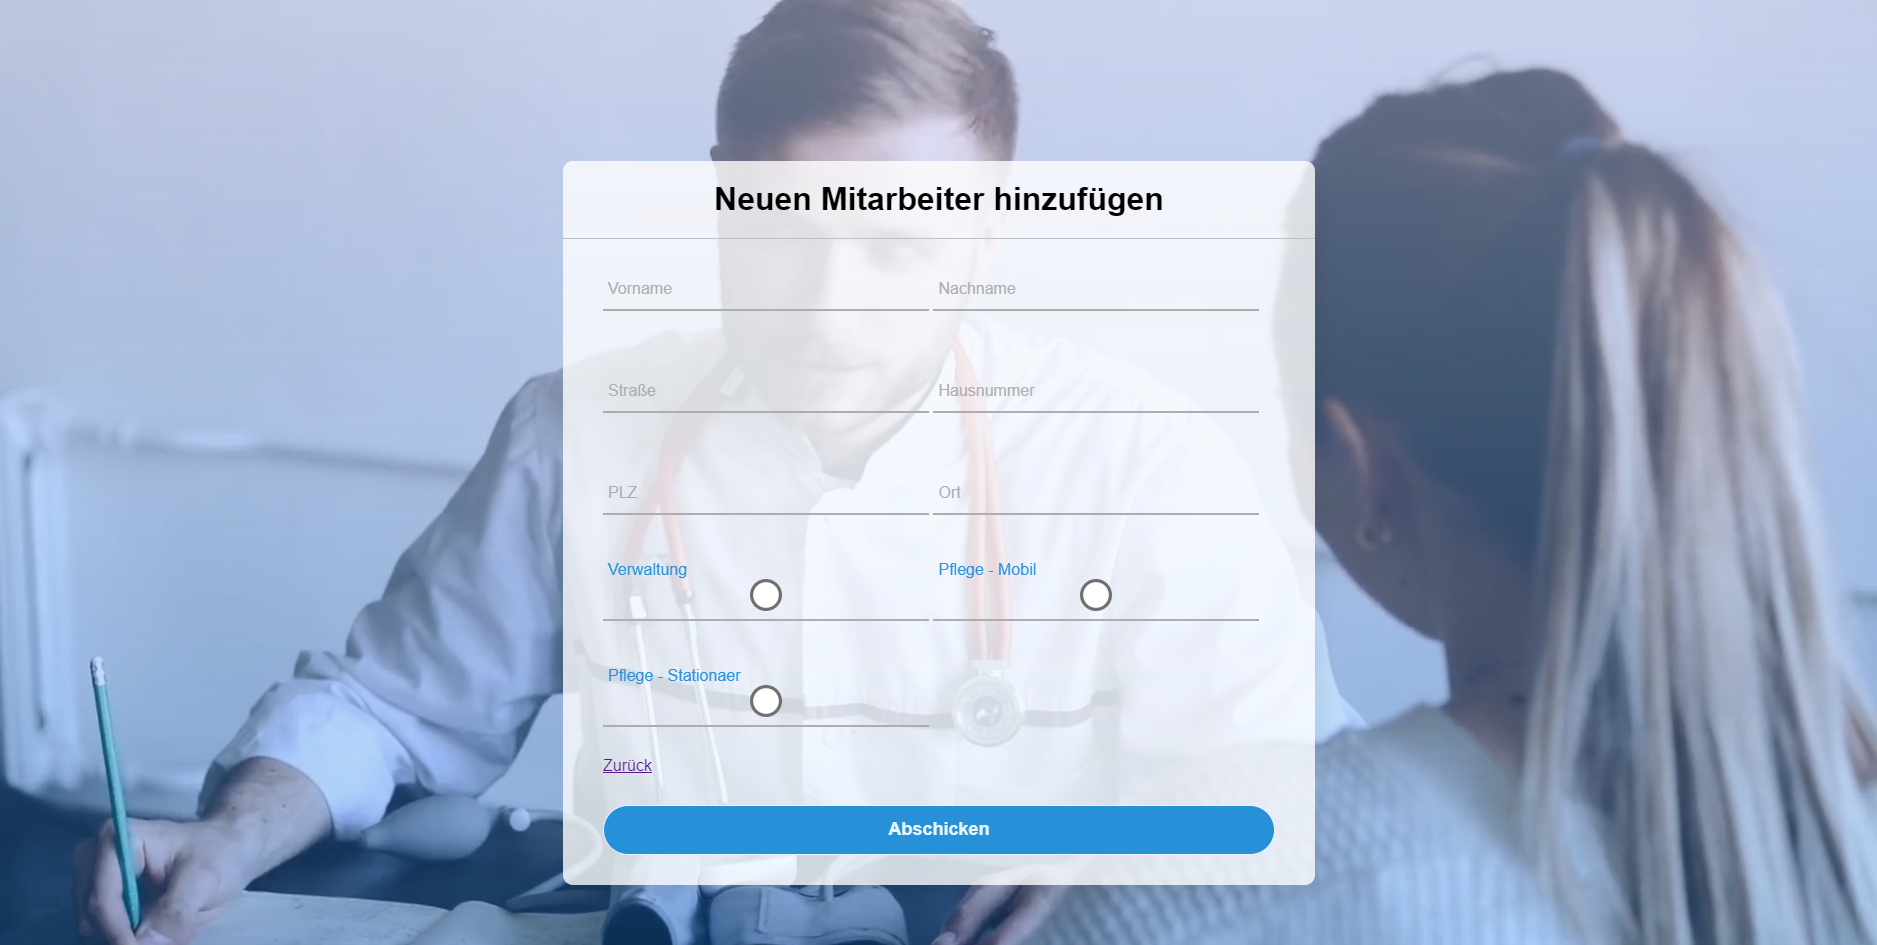 Neuen Mitarbeiter hinzufügen
Vorname
Nachname
Straße
Hausnummer
PLZ
Ort
Verwaltung
Pflege - Mobil
Pflege - Stationaer
Zurück
Abschicken